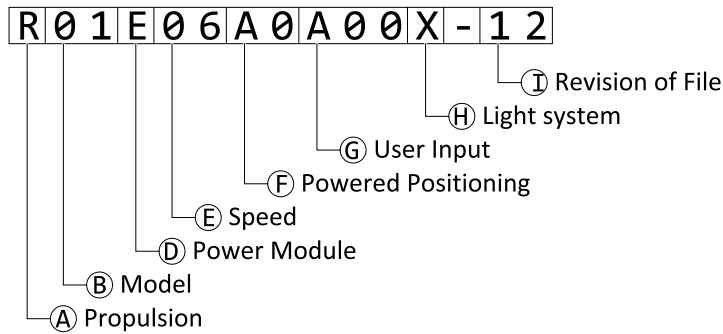 R01E06A0A00X-12
I Revision of File
H Light system
G User Input
F Powered Positioning
E Speed
D Power Module
B Model
A Propulsion